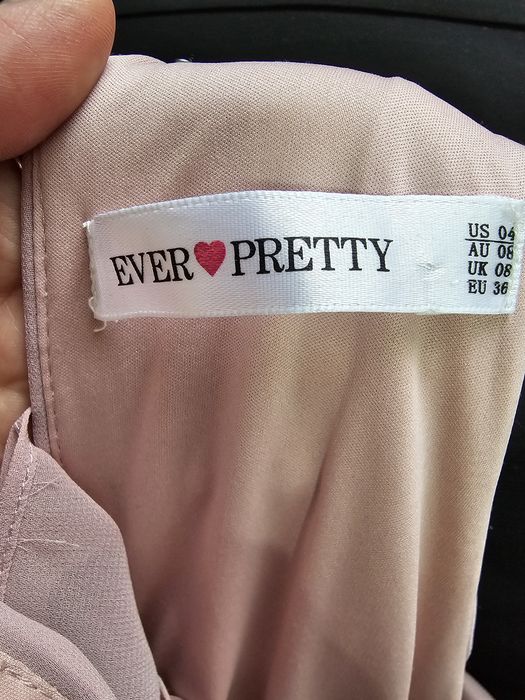 EVER♥PRETTY
US 04
AU 08
UK 08
EU 36